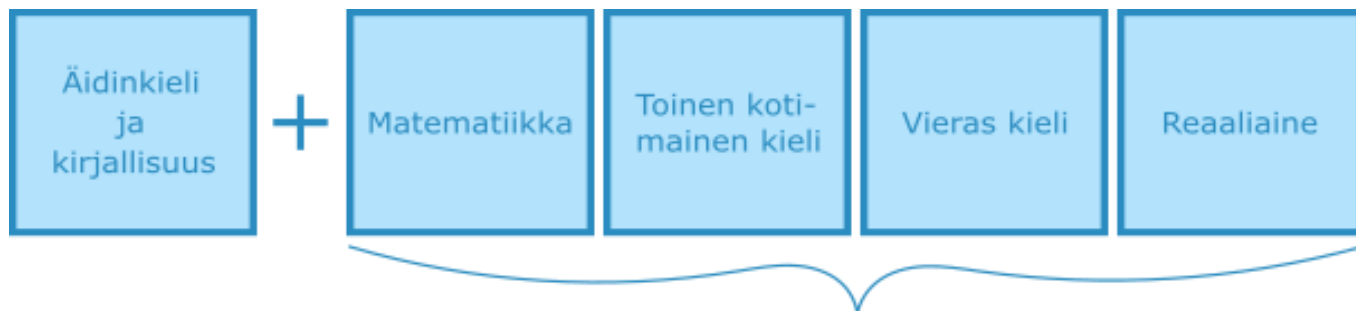 Äidinkieli
ja
kirjallisuus
+
Matematiikka
Toinen koti-
mainen kieli
Vieras kieli
Reaaliaine